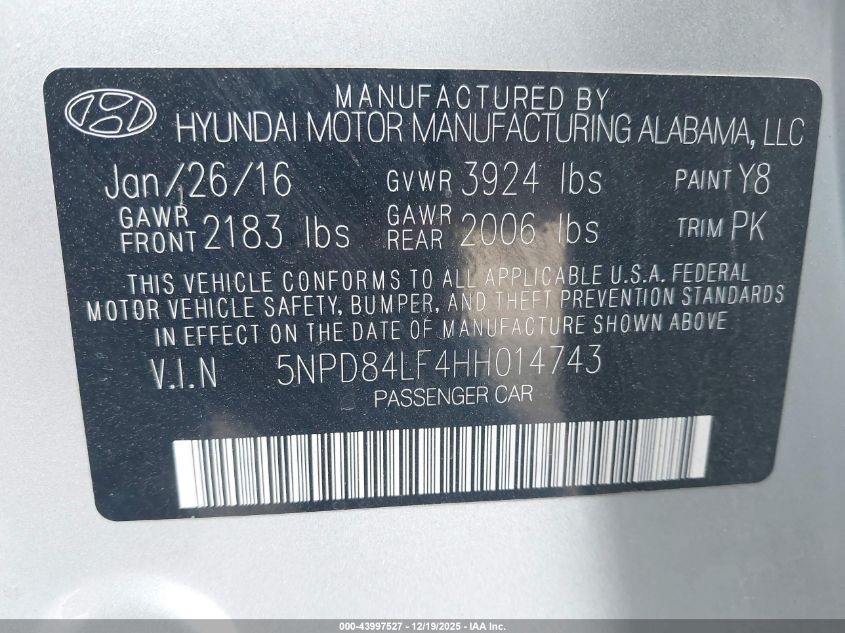 MANUFACTURED BY
HYUNDAI MOTOR MANUFACTURING ALABAMA, LLC
Jan/26/16 GVWR 3924 lbs PAINT Y8
GAWR FRONT 2183 lbs GAWR REAR 2006 lbs TRIM PK
THIS VEHICLE CONFORMS TO ALL APPLICABLE U.S.A. FEDERAL
MOTOR VEHICLE SAFETY, BUMPER, AND THEFT PREVENTION STANDARDS
IN EFFECT ON THE DATE OF MANUFACTURE SHOWN ABOVE
V.I.N 5NPD84LF4HH014743
PASSENGER CAR
000-43997527 - 12/19/2025 - IAA Inc.